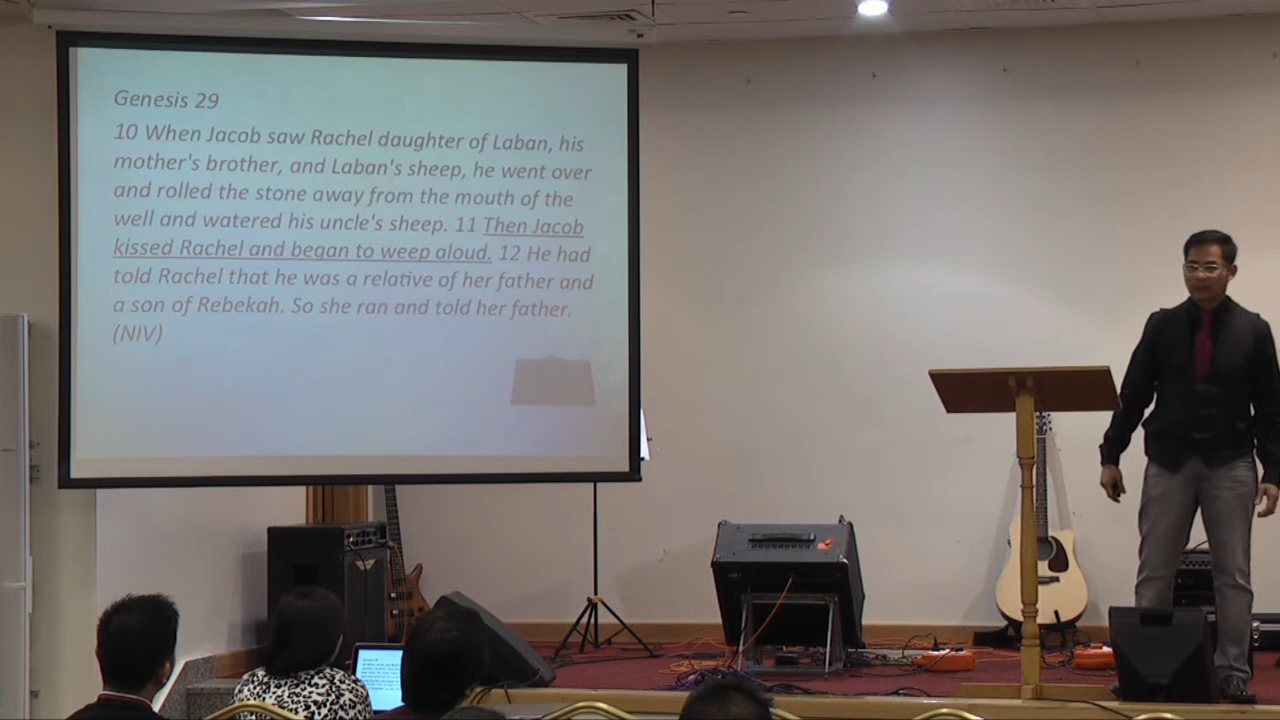 Genesis 29
10 When Jacob saw Rachel daughter of Laban, his
mother's brother, and Laban's sheep, he went over
and rolled the stone away from the mouth of the
well and watered his uncle's sheep. 11 Then Jacob
kissed Rachel and began to weep aloud. 12 He had
told Rachel that he was a relative of her father and
a son of Rebekah. So she ran and told her father.
(NIV)